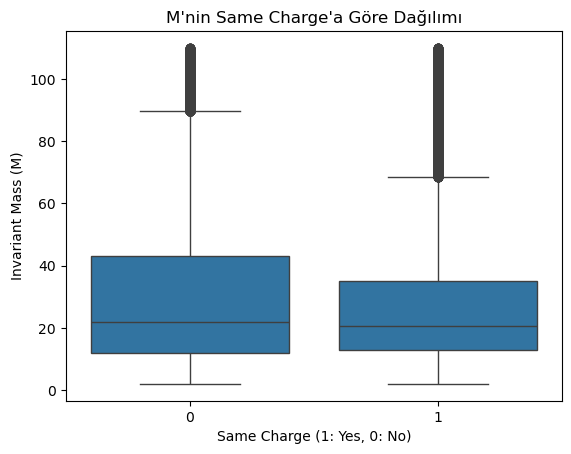 M'nin Same Charge'a Göre Dağılımı
Invariant Mass (M)
100
80
60
40
20
0
0 1
Same Charge (1: Yes, 0: No)